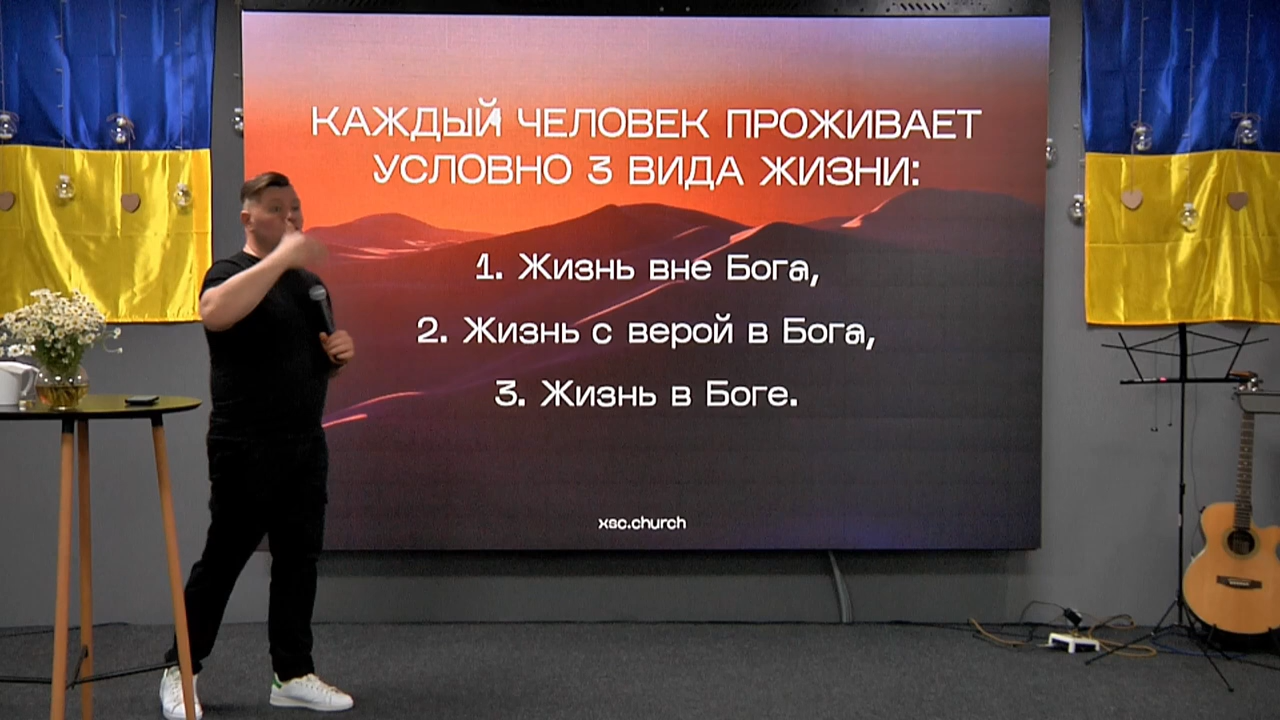 КАЖДЫЙ ЧЕЛОВЕК ПРОЖИВАЕТ
УСЛОВНО 3 ВИДА ЖИЗНИ:
1. Жизнь вне Бога,
2. Жизнь с верой в Бога,
3. Жизнь в Боге.
xsc.church